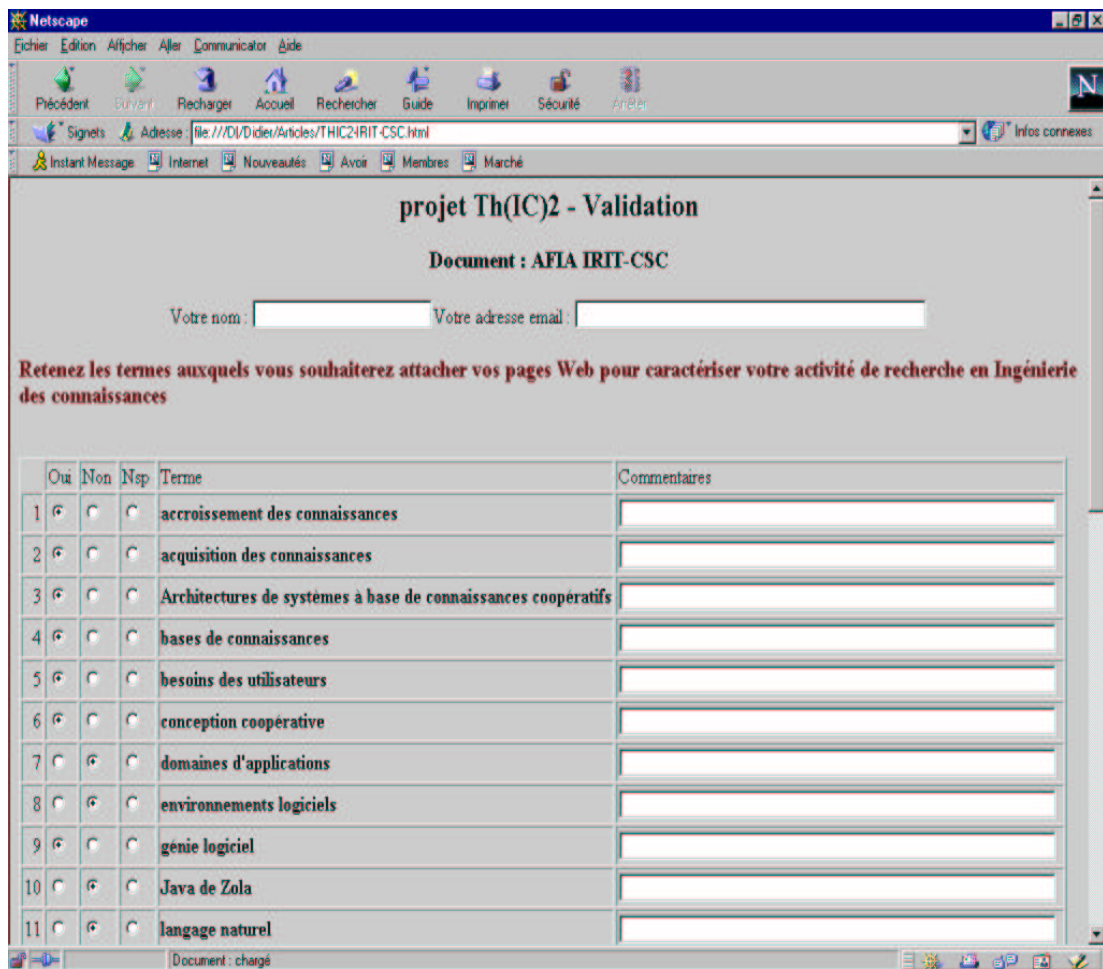 Netscape
Fichier Edition Afficher Aller Communicator Aide
Précédent Suivant Recharger Accueil Rechercher Guide Imprimer Sécurité Arrêter
Signets Adresse : file:///D|/Didier/Articles/THIC2-IRIT-CSC.html Infos connexes
Instant Message Internet Nouveautés Avoir Membres Marché
projet Th(IC)2 - Validation
Document : AFIA IRIT-CSC
Votre nom : Votre adresse email :
Retenez les termes auxquels vous souhaiterez attacher vos pages Web pour caractériser votre activité de recherche en Ingénierie
des connaissances
Oui Non Nsp Terme Commentaires
1 accroissement des connaissances
2 acquisition des connaissances
3 Architectures de systèmes à base de connaissances coopératifs
4 bases de connaissances
5 besoins des utilisateurs
6 conception coopérative
7 domaines d'applications
8 environnements logiciels
9 génie logiciel
10 Java de Zola
11 langage naturel
Document : chargé